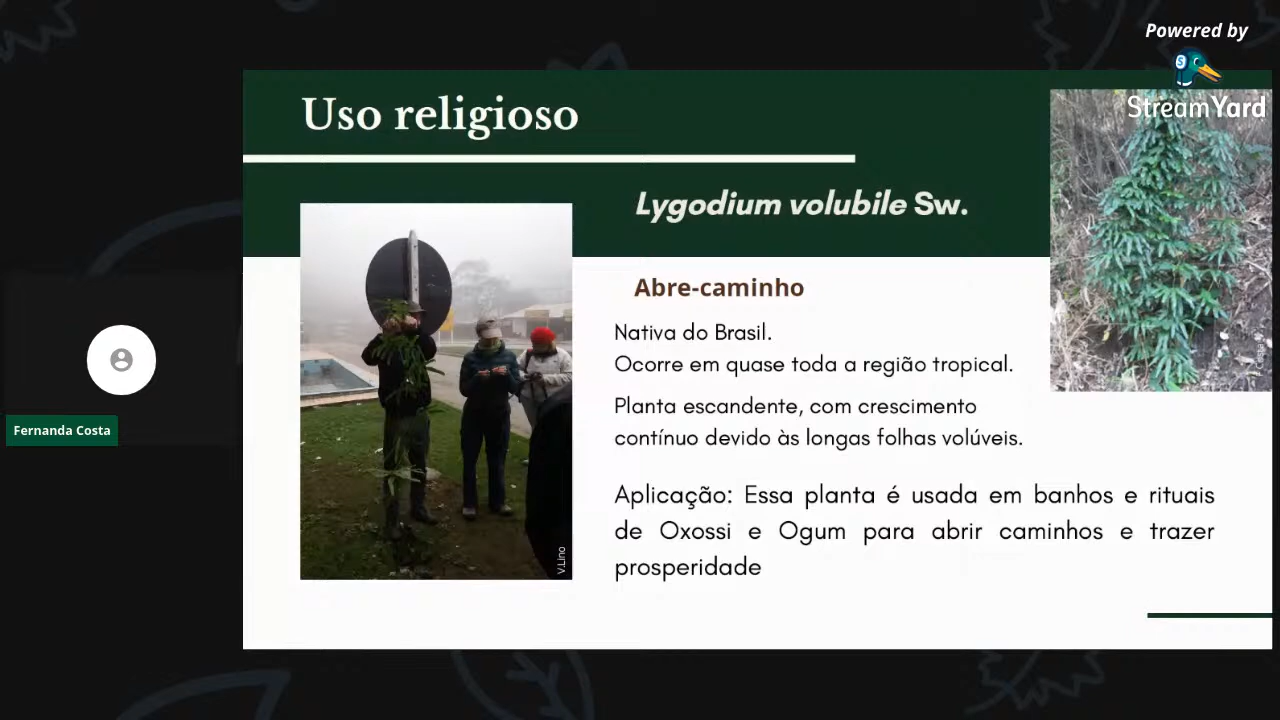 Powered by
StreamYard
Uso religioso
Lygodium volubile Sw.
Abre-caminho
Nativa do Brasil.
Ocorre em quase toda a região tropical.
Planta escandente, com crescimento
contínuo devido às longas folhas volúveis.
Aplicação: Essa planta é usada em banhos e rituais
de Oxossi e Ogum para abrir caminhos e trazer
prosperidade
V.Lino
Fernanda Costa